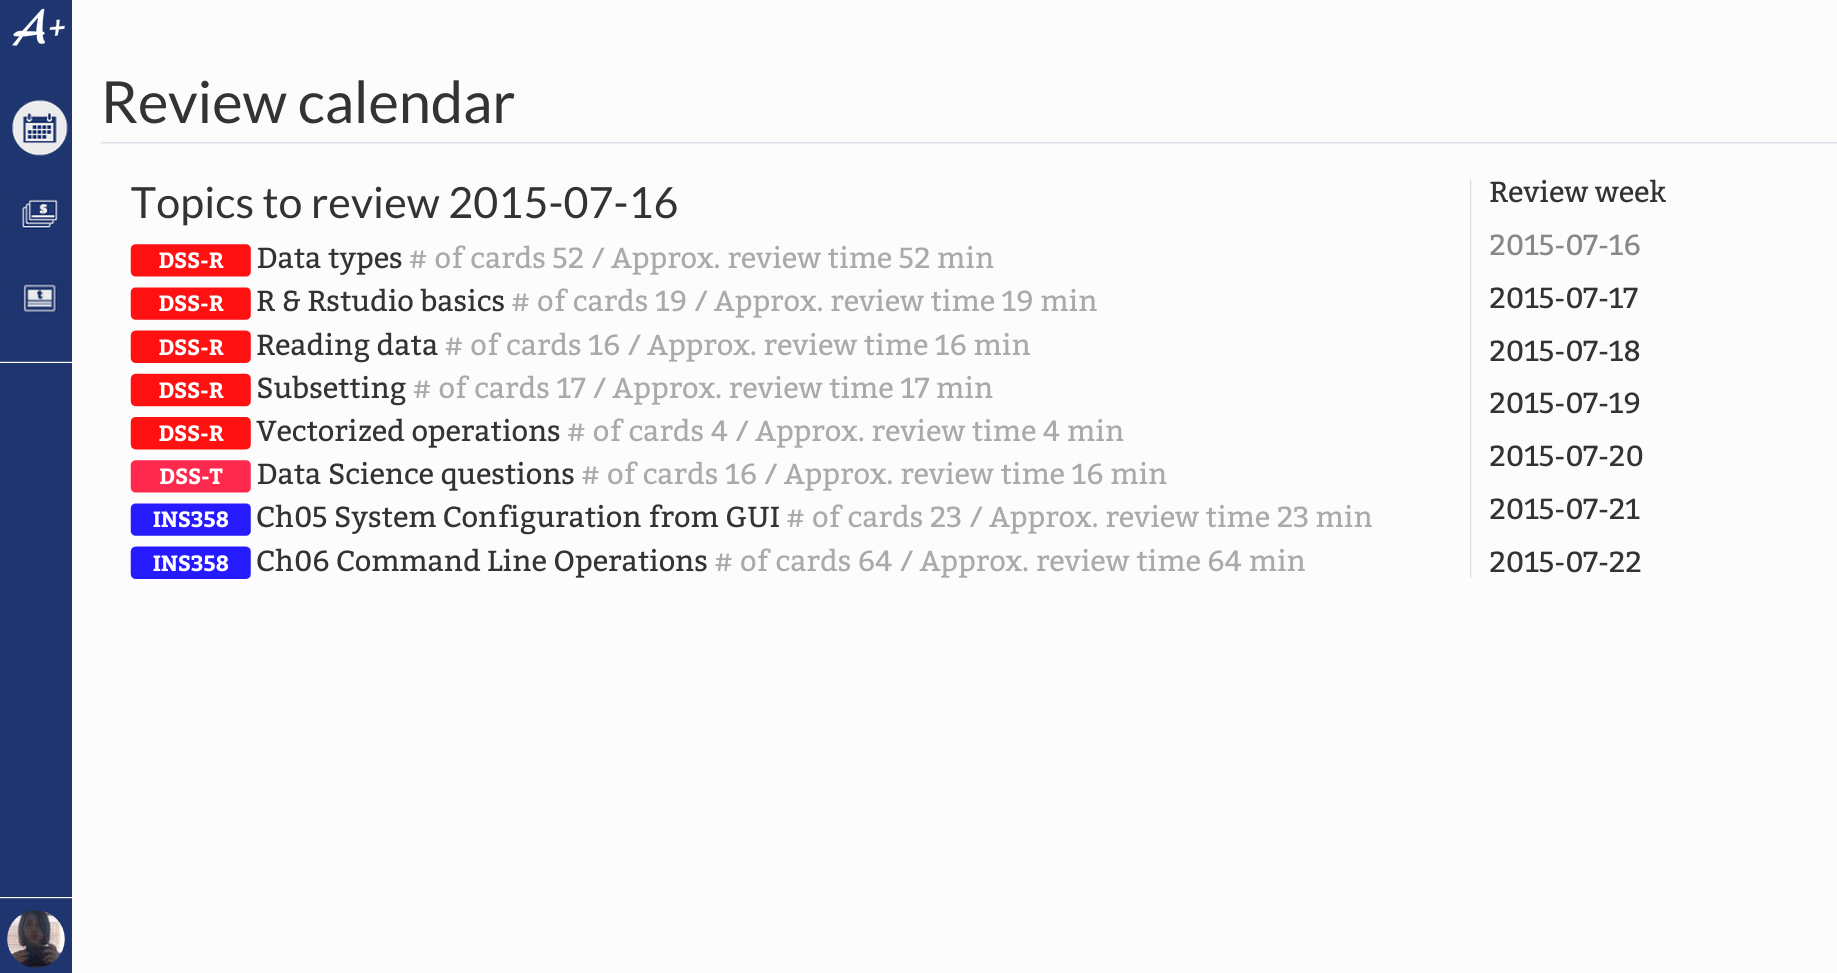 A+
Review calendar
Topics to review 2015-07-16
DSS-R Data types # of cards 52 / Approx. review time 52 min
DSS-R R & Rstudio basics # of cards 19 / Approx. review time 19 min
DSS-R Reading data # of cards 16 / Approx. review time 16 min
DSS-R Subsetting # of cards 17 / Approx. review time 17 min
DSS-R Vectorized operations # of cards 4 / Approx. review time 4 min
DSS-T Data Science questions # of cards 16 / Approx. review time 16 min
INS358 Ch05 System Configuration from GUI # of cards 23 / Approx. review time 23 min
INS358 Ch06 Command Line Operations # of cards 64 / Approx. review time 64 min
Review week
2015-07-16
2015-07-17
2015-07-18
2015-07-19
2015-07-20
2015-07-21
2015-07-22
s
t